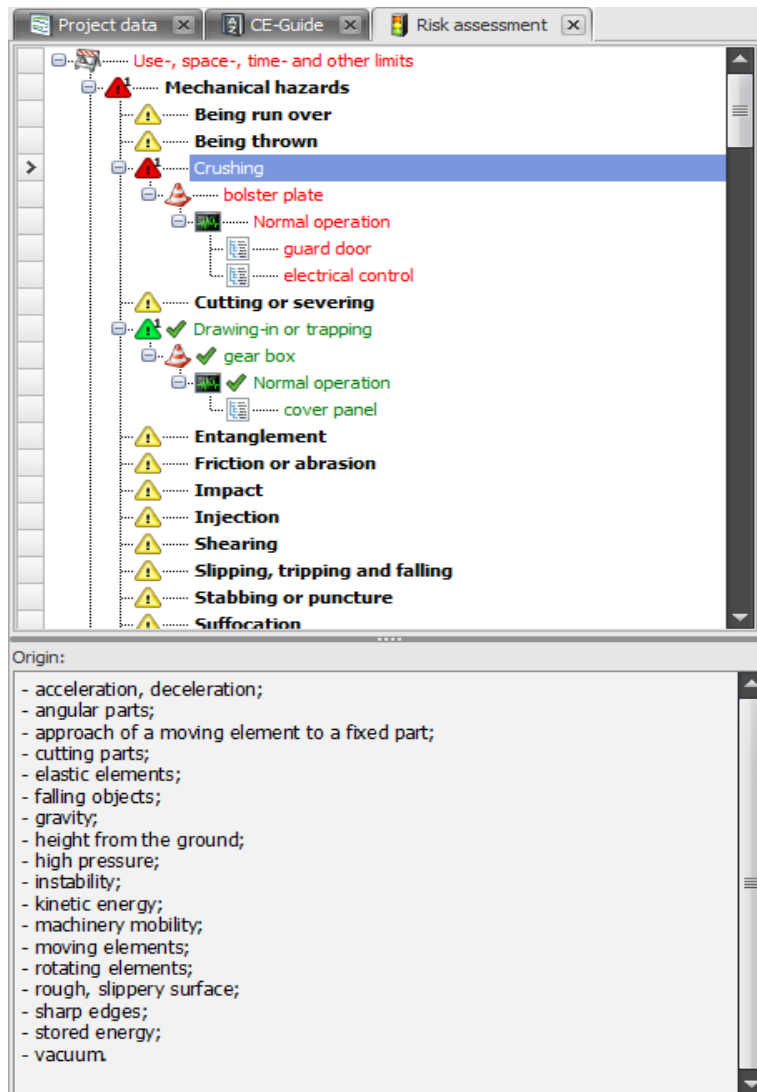 Project data CE-Guide Risk assessment
Use-, space-, time- and other limits
1 Mechanical hazards
Being run over
Being thrown
1 Crushing
bolster plate
Normal operation
guard door
electrical control
Cutting or severing
1 Drawing-in or trapping
gear box
Normal operation
cover panel
Entanglement
Friction or abrasion
Impact
Injection
Shearing
Slipping, tripping and falling
Stabbing or puncture
Suffocation
Origin:
- acceleration, deceleration;
- angular parts;
- approach of a moving element to a fixed part;
- cutting parts;
- elastic elements;
- falling objects;
- gravity;
- height from the ground;
- high pressure;
- instability;
- kinetic energy;
- machinery mobility;
- moving elements;
- rotating elements;
- rough, slippery surface;
- sharp edges;
- stored energy;
- vacuum.